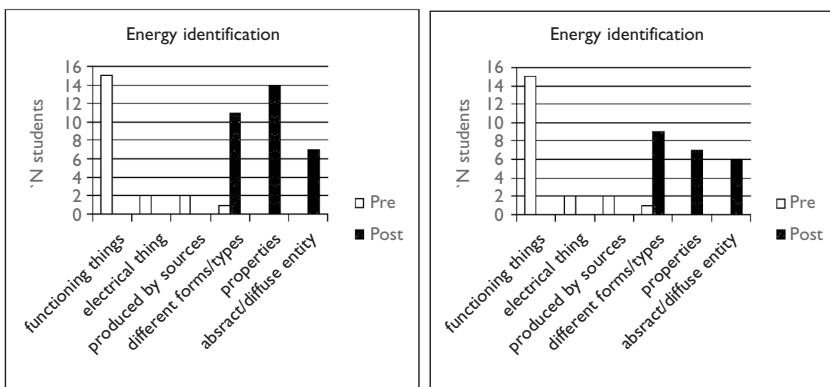 Energy identification
16
14
12
10
8
6
4
2
0
`N students
functioning things
electrical thing
produced by sources
different forms/types
properties
absract/diffuse entity
Pre
Post
Energy identification
16
14
12
10
8
6
4
2
0
`N students
functioning things
electrical thing
produced by sources
different forms/types
properties
absract/diffuse entity
Pre
Post